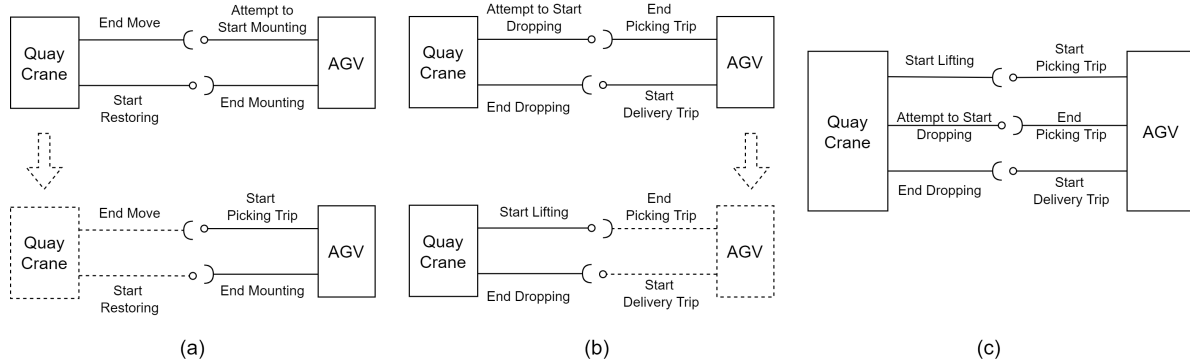 End Move
Attempt to
Start Mounting
Quay
Crane
AGV
Start
Restoring
End Mounting
End Move
Start
Picking Trip
Quay
Crane
AGV
Start
Restoring
End Mounting
(a)
Attempt to Start
Dropping
End
Picking Trip
Quay
Crane
AGV
End Dropping
Start
Delivery Trip
Start Lifting
End
Picking Trip
Quay
Crane
AGV
End Dropping
Start
Delivery Trip
(b)
Start Lifting
Start
Picking Trip
Quay
Crane
Attempt to Start
Dropping
End
Picking Trip
AGV
End Dropping
Start
Delivery Trip
(c)